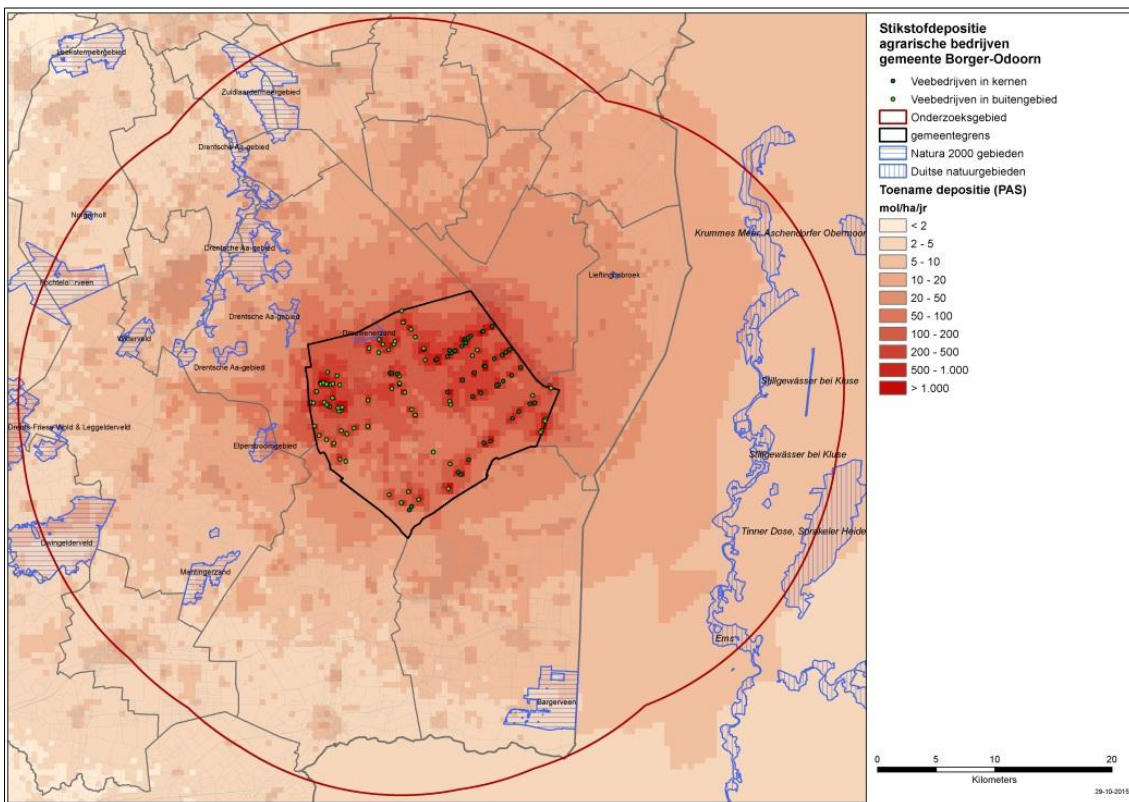 Stikstofdepositie
agrarische bedrijven
gemeente Borger-Odoorn
Veebedrijven in kernen
Veebedrijven in buitengebied
Onderzoeksgebied
gemeentegrens
Natura 2000 gebieden
Duitse natuurgebieden
Toename depositie (PAS)
mol/ha/jr
< 2
2 - 5
5 - 10
10 - 20
20 - 50
50 - 100
100 - 200
200 - 500
500 - 1.000
> 1.000
Leekstermeergebied
Zuidlaardermeergebied
Drentsche Aa-gebied
Norgerholt
Krummes Meer, Aschendorfer Obermoor
Drentsche Aa-gebied
Lieftinghsbroek
Drentsche Aa-gebied
Drouwenerzand
Witterveld
Drentsche Aa-gebied
Stillgewässer bei Kluse
Drents-Friese Wold & Leggelderveld
Elperstroomgebied
Stillgewässer bei Kluse
Tinner Dose, Sprakeler Heide
Dwingelderveld
Mantingerzand
Ems
Bargerveen
0 5 10 20
Kilometers
29-10-2015